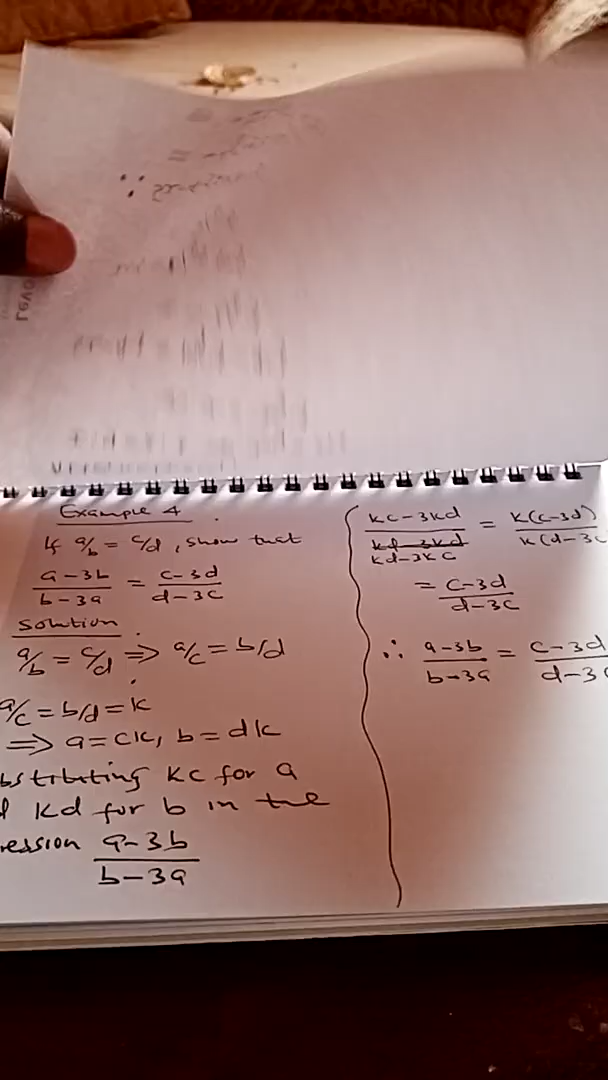 Example 4
If a/b = c/d, show that
a-3b/b-3a = c-3d/d-3c
Solution
a/b = c/d ⇒ a/c = b/d
a/c = b/d = k
⇒ a = ck, b = dk
bstituting kc for a
d kd for b in the
ression a-3b/b-3a
kc-3kd/kd-3kc = k(c-3d)/k(d-3c
= c-3d/d-3c
∴ a-3b/b-3a = c-3d/d-3c